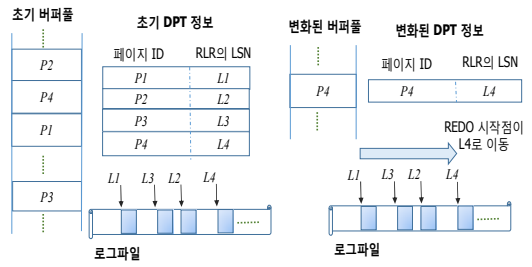 초기 버퍼풀
P2
P4
P1
P3
초기 DPT 정보
페이지 ID RLR의 LSN
P1 L1
P2 L2
P3 L3
P4 L4
L1 L3 L2 L4
로그파일
변화된 버퍼풀
P4
변화된 DPT 정보
페이지 ID RLR의 LSN
P4 L4
REDO 시작점이
L4로 이동
L1 L3 L2 L4
로그파일